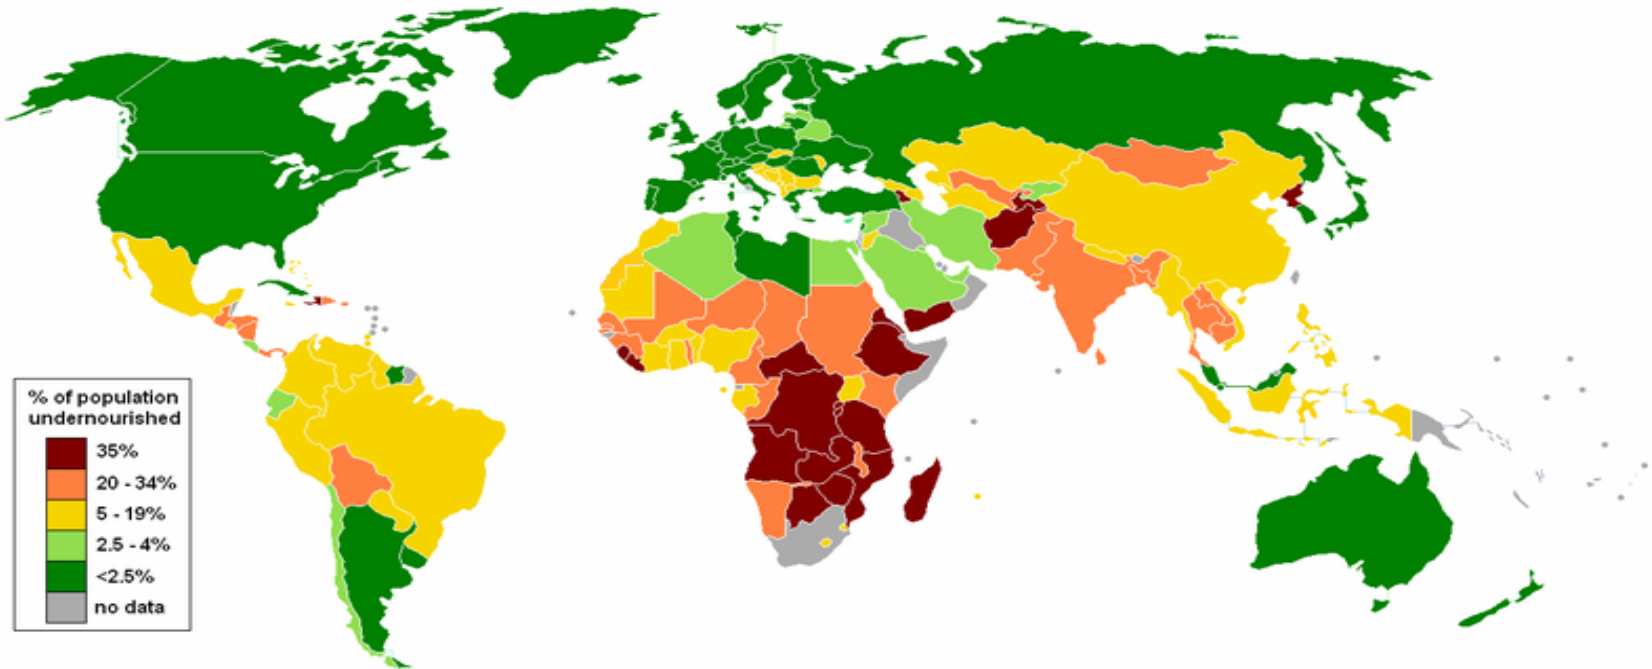 % of population
undernourished
35%
20 - 34%
5 - 19%
2.5 - 4%
<2.5%
no data